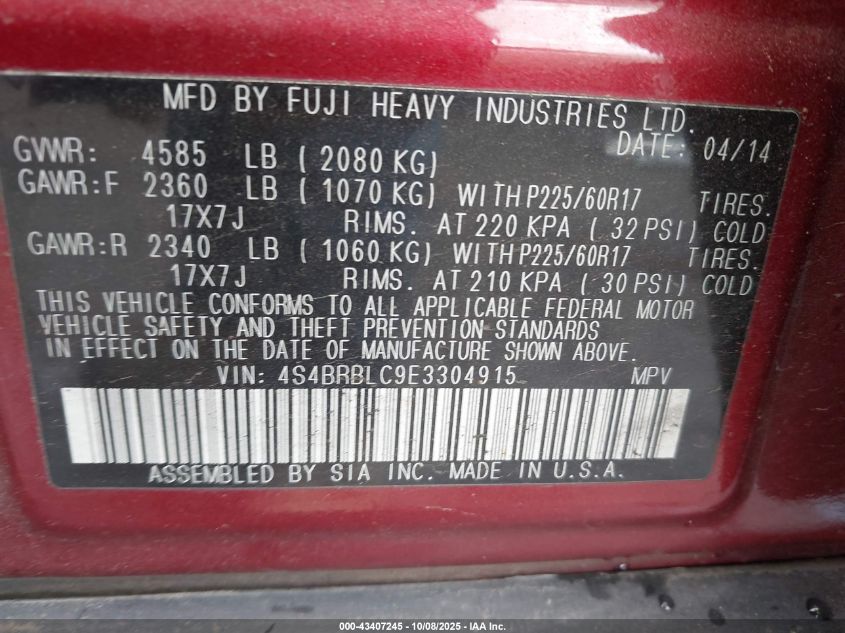 MFD BY FUJI HEAVY INDUSTRIES LTD.
DATE: 04/14
GVWR: 4585 LB ( 2080 KG)
GAWR:F 2360 LB ( 1070 KG) WITH P225/60R17 TIRES.
17X7J RIMS. AT 220 KPA ( 32 PSI) COLD
GAWR:R 2340 LB ( 1060 KG) WITH P225/60R17 TIRES.
17X7J RIMS. AT 210 KPA ( 30 PSI) COLD
THIS VEHICLE CONFORMS TO ALL APPLICABLE FEDERAL MOTOR
VEHICLE SAFETY AND THEFT PREVENTION STANDARDS
IN EFFECT ON THE DATE OF MANUFACTURE SHOWN ABOVE.
VIN: 4S4BRBLC9E3304915 MPV
ASSEMBLED BY SIA INC. MADE IN U.S.A.
000-43407245 - 10/08/2025 - IAA Inc.